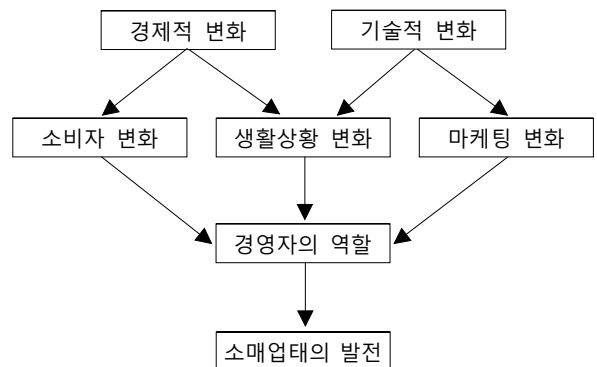 경제적 변화
기술적 변화
소비자 변화
생활상황 변화
마케팅 변화
경영자의 역할
소매업태의 발전